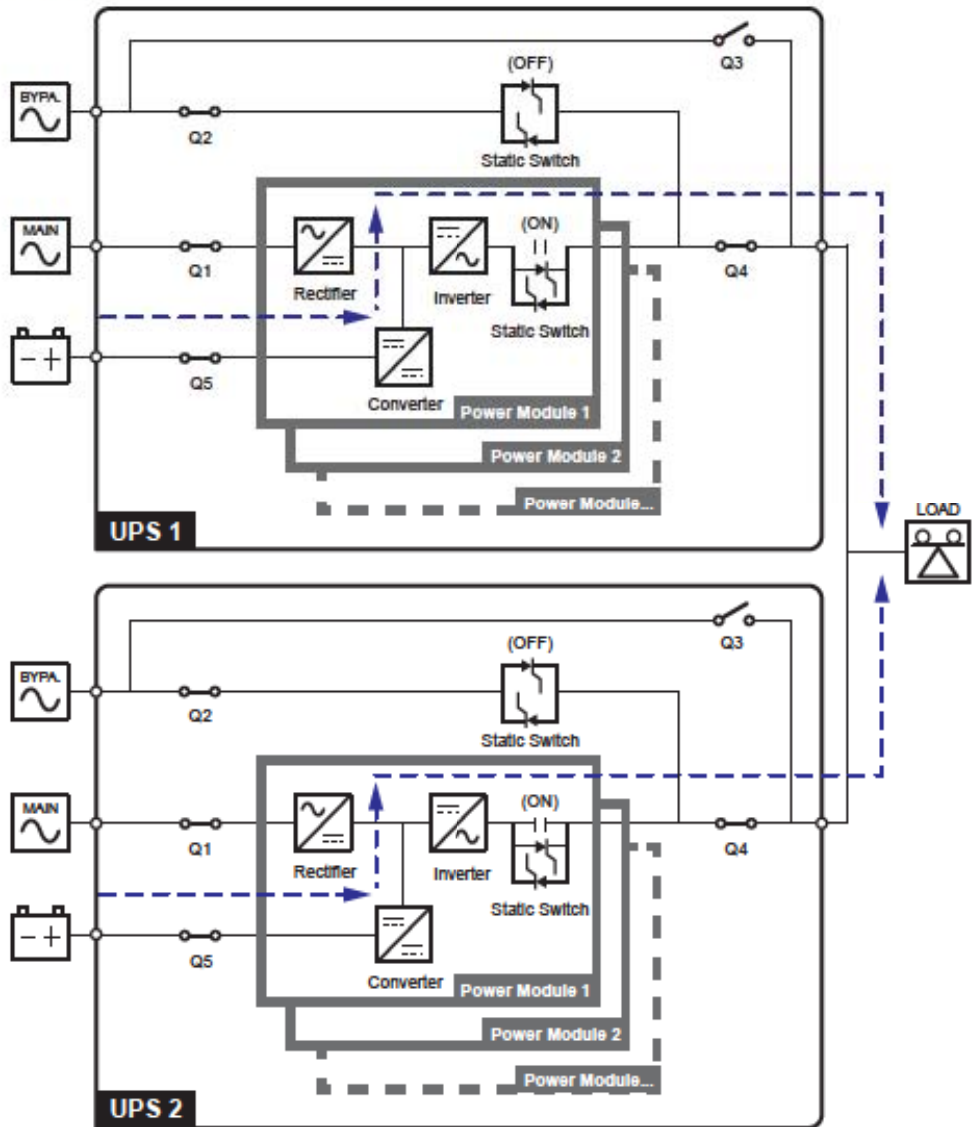 Q3
(OFF)
BYPA.
Q2
Static Switch
MAIN
(ON)
Q1
Rectifier
Inverter
Static Switch
- +
Q4
Q5
Converter
Power Module 1
Power Module 2
Power Module...
UPS 1
LOAD
Q3
(OFF)
BYPA.
Q2
Static Switch
MAIN
(ON)
Q1
Rectifier
Inverter
Static Switch
- +
Q4
Q5
Converter
Power Module 1
Power Module 2
Power Module...
UPS 2